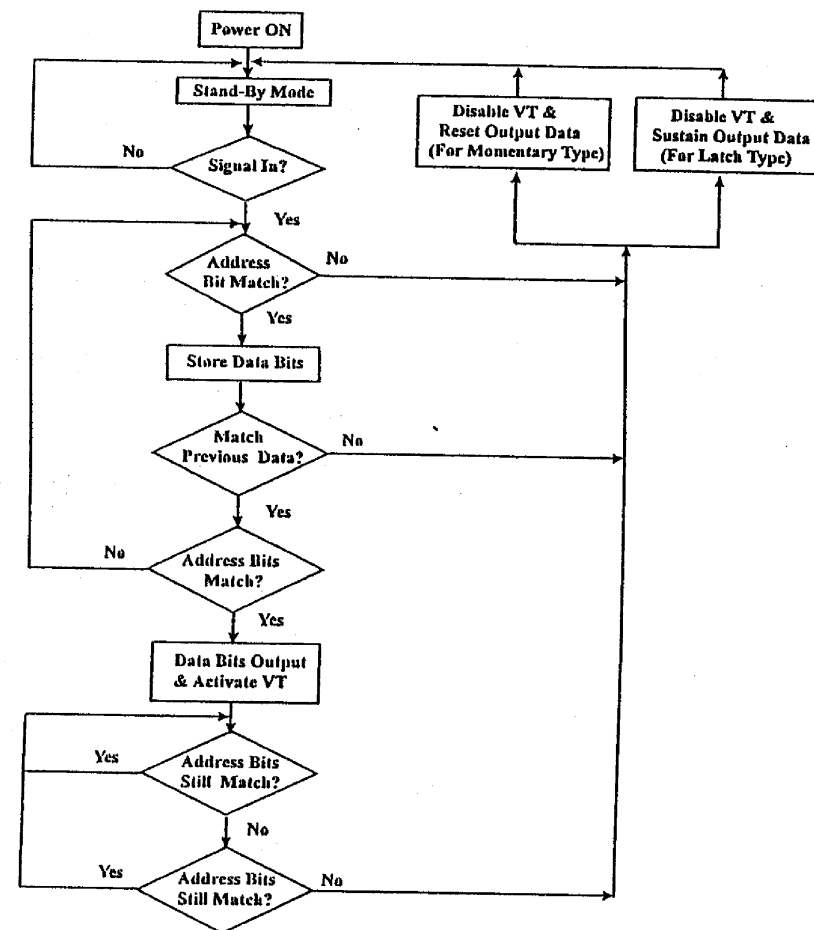 Power ON
Stand-By Mode
Disable VT &
Reset Output Data
(For Momentary Type)
Disable VT &
Sustain Output Data
(For Latch Type)
No
Signal In?
Yes
Address
Bit Match?
No
Yes
Store Data Bits
Match
Previous Data?
No
Yes
No
Address Bits
Match?
Yes
Data Bits Output
& Activate VT
Yes
Address Bits
Still Match?
No
Yes
Address Bits
Still Match?
No